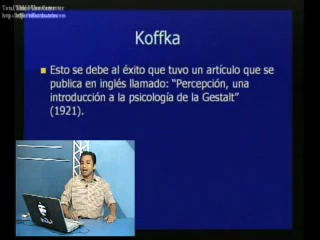 Koffka
Esto se debe al éxito que tuvo un artículo que se
publica en inglés llamado: “Percepción, una
introducción a la psicología de la Gestalt”
(1921).